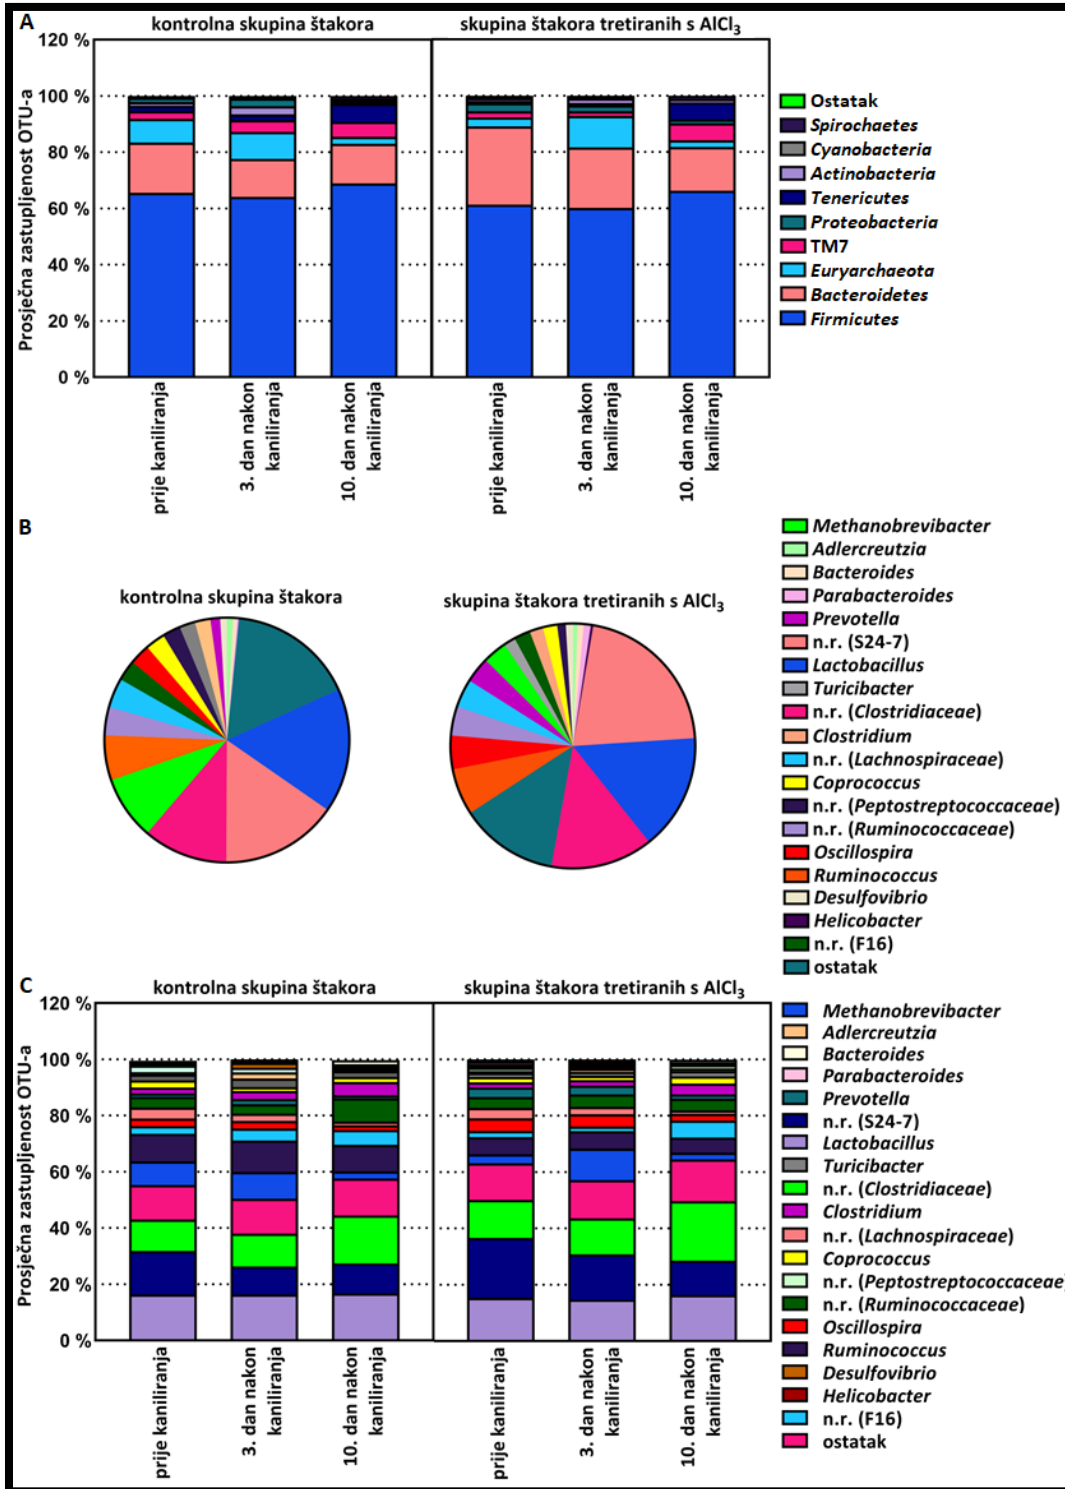 A
kontrolna skupina štakora
skupina štakora tretiranih s AlCl3
Prosječna zastupljenost OTU-a
120 %
100 %
80 %
60 %
40 %
20 %
0 %
prije kaniliranja
3. dan nakon
kaniliranja
10. dan nakon
kaniliranja
prije kaniliranja
3. dan nakon
kaniliranja
10. dan nakon
kaniliranja
Ostatak
Spirochaetes
Cyanobacteria
Actinobacteria
Tenericutes
Proteobacteria
TM7
Euryarchaeota
Bacteroidetes
Firmicutes
B
kontrolna skupina štakora
skupina štakora tretiranih s AlCl3
Methanobrevibacter
Adlercreutzia
Bacteroides
Parabacteroides
Prevotella
n.r. (S24-7)
Lactobacillus
Turicibacter
n.r. (Clostridiaceae)
Clostridium
n.r. (Lachnospiraceae)
Coprococcus
n.r. (Peptostreptococcaceae)
n.r. (Ruminococcaceae)
Oscillospira
Ruminococcus
Desulfovibrio
Helicobacter
n.r. (F16)
ostatak
C
kontrolna skupina štakora
skupina štakora tretiranih s AlCl3
Prosječna zastupljenost OTU-a
120 %
100 %
80 %
60 %
40 %
20 %
0 %
prije kaniliranja
3. dan nakon
kaniliranja
10. dan nakon
kaniliranja
prije kaniliranja
3. dan nakon
kaniliranja
10. dan nakon
kaniliranja
Methanobrevibacter
Adlercreutzia
Bacteroides
Parabacteroides
Prevotella
n.r. (S24-7)
Lactobacillus
Turicibacter
n.r. (Clostridiaceae)
Clostridium
n.r. (Lachnospiraceae)
Coprococcus
n.r. (Peptostreptococcaceae)
n.r. (Ruminococcaceae)
Oscillospira
Ruminococcus
Desulfovibrio
Helicobacter
n.r. (F16)
ostatak